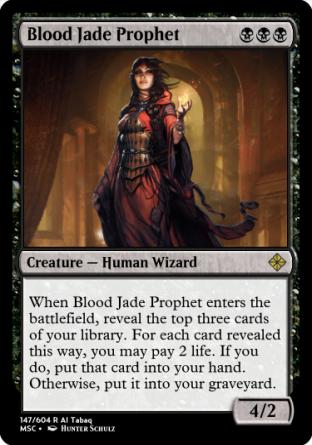 Blood Jade Prophet
Creature — Human Wizard
When Blood Jade Prophet enters the
battlefield, reveal the top three cards
of your library. For each card revealed
this way, you may pay 2 life. If you
do, put that card into your hand.
Otherwise, put it into your graveyard.
4/2
147/604 R Al Tabaq
MSC • Hunter Schulz